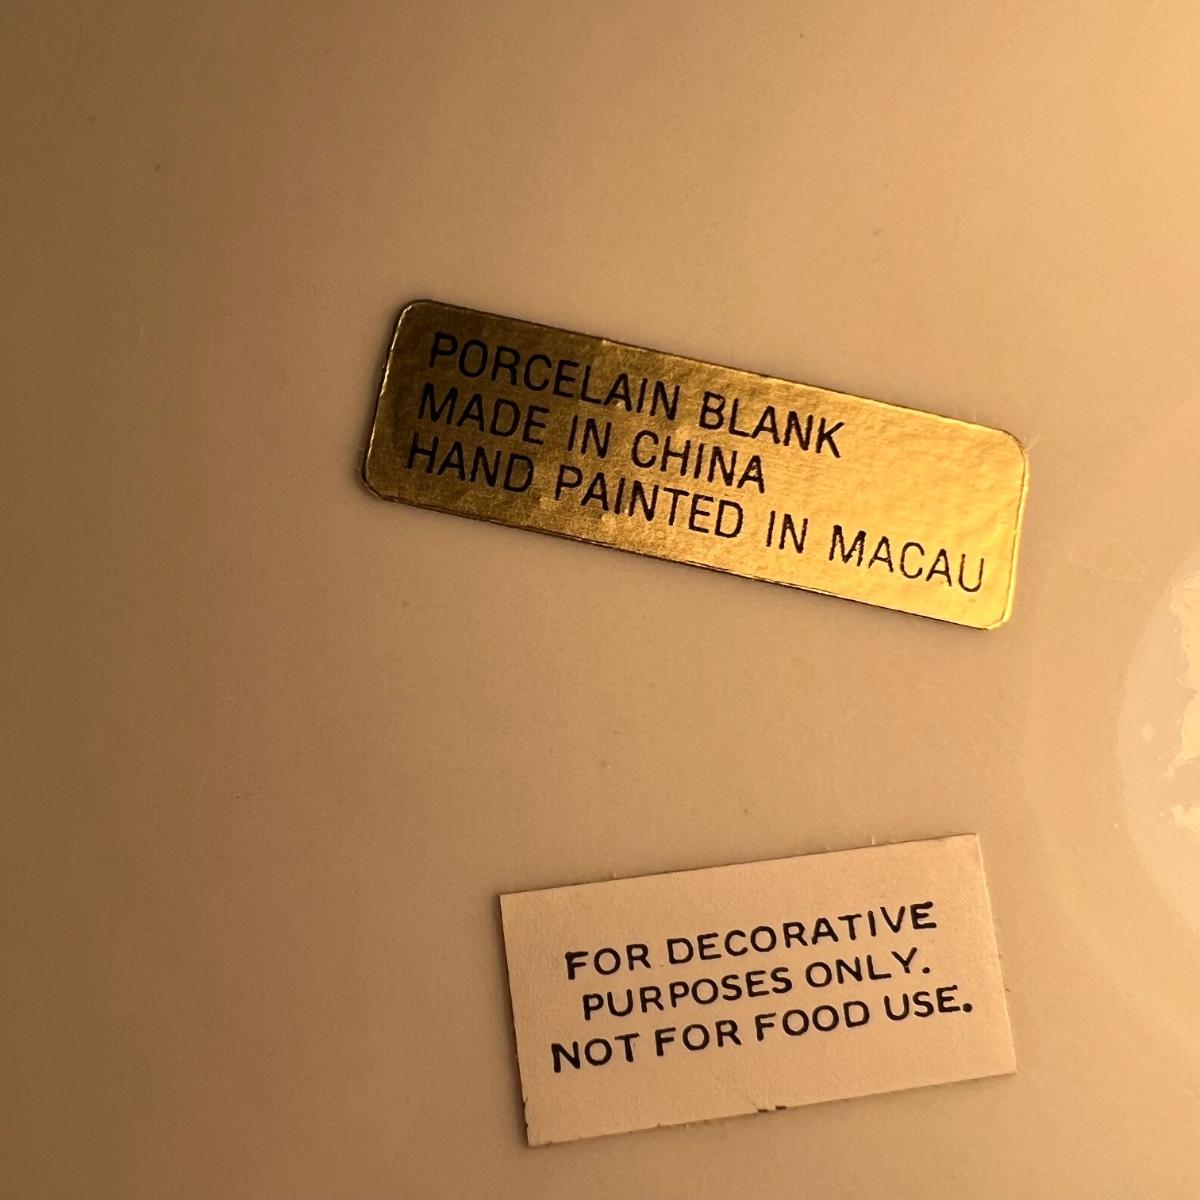 PORCELAIN BLANK
MADE IN CHINA
HAND PAINTED IN MACAU
FOR DECORATIVE
PURPOSES ONLY.
NOT FOR FOOD USE.